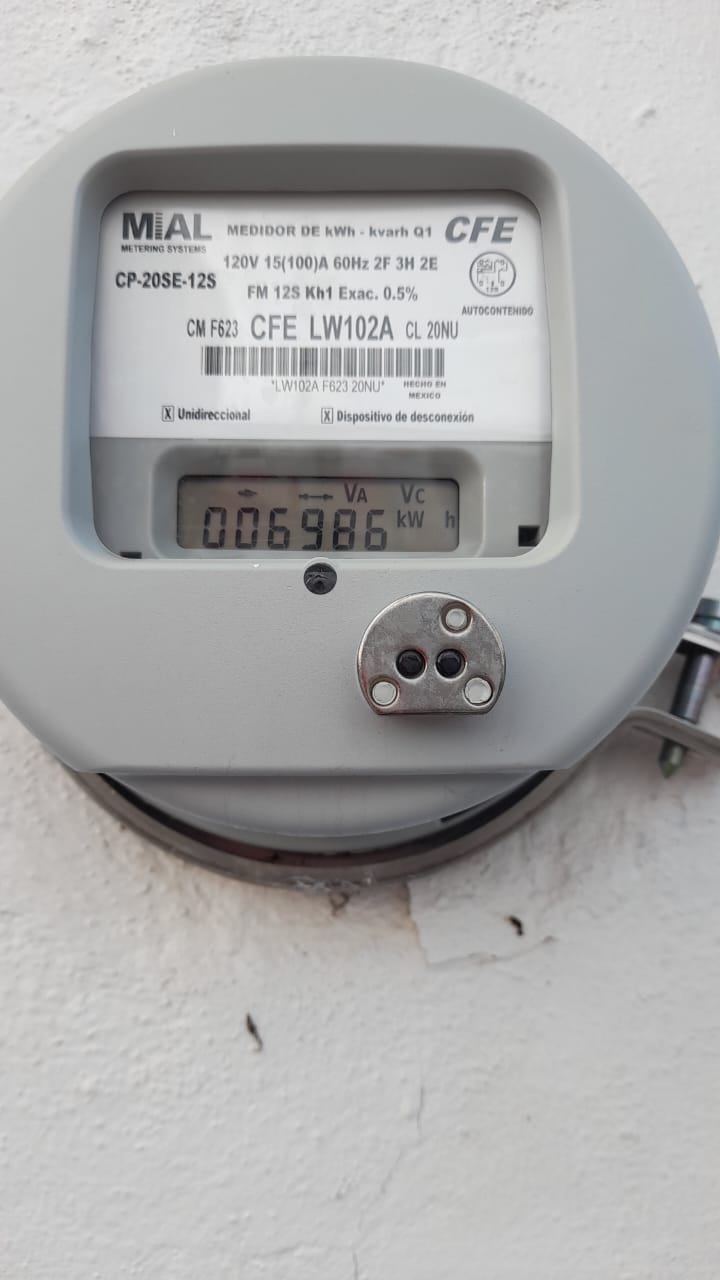 MIAL
METERING SYSTEMS
MEDIDOR DE kWh - kvarh Q1
CFE
120V 15(100)A 60Hz 2F 3H 2E
CP-20SE-12S
FM 12S Kh1 Exac. 0.5%
AUTOCONTENIDO
CM F623 CFE LW102A CL 20NU
*LW102A F623 20NU*
HECHO EN
MEXICO
X Unidireccional
X Dispositivo de desconexión
VA VC
006986 kW h